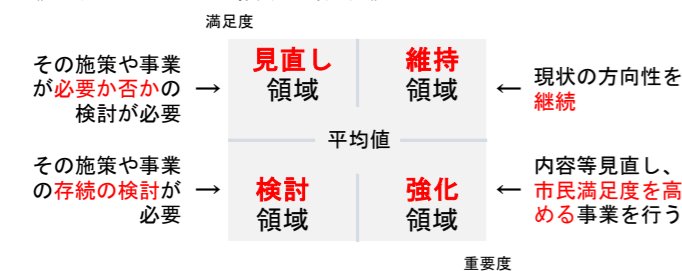 満足度
その施策や事業
が必要か否かの
検討が必要
→
見直し
領域
維持
領域
←
現状の方向性を
継続
平均値
その施策や事業
の存続の検討が
必要
→
検討
領域
強化
領域
←
内容等見直し、
市民満足度を高
める事業を行う
重要度